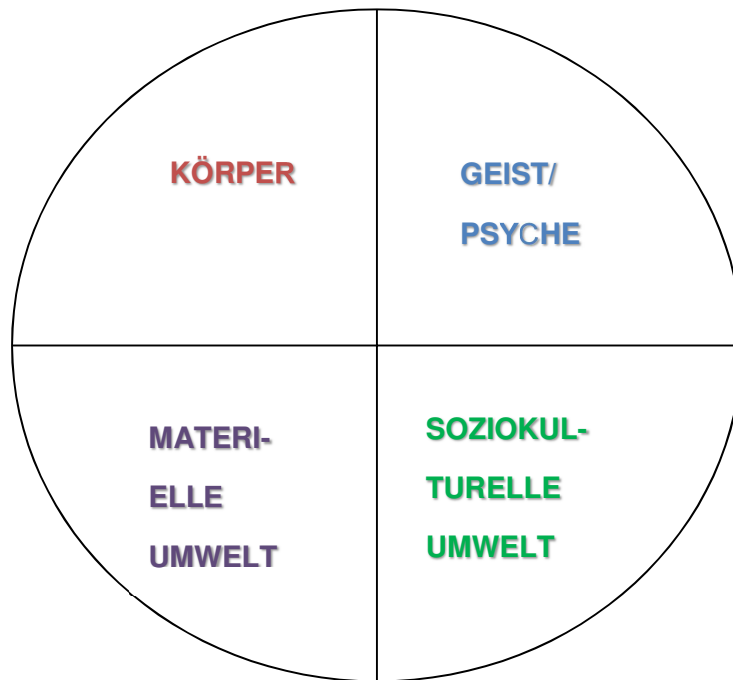 KÖRPER
GEIST/
PSYCHE
MATERI-
ELLE
UMWELT
SOZIOKUL-
TURELLE
UMWELT